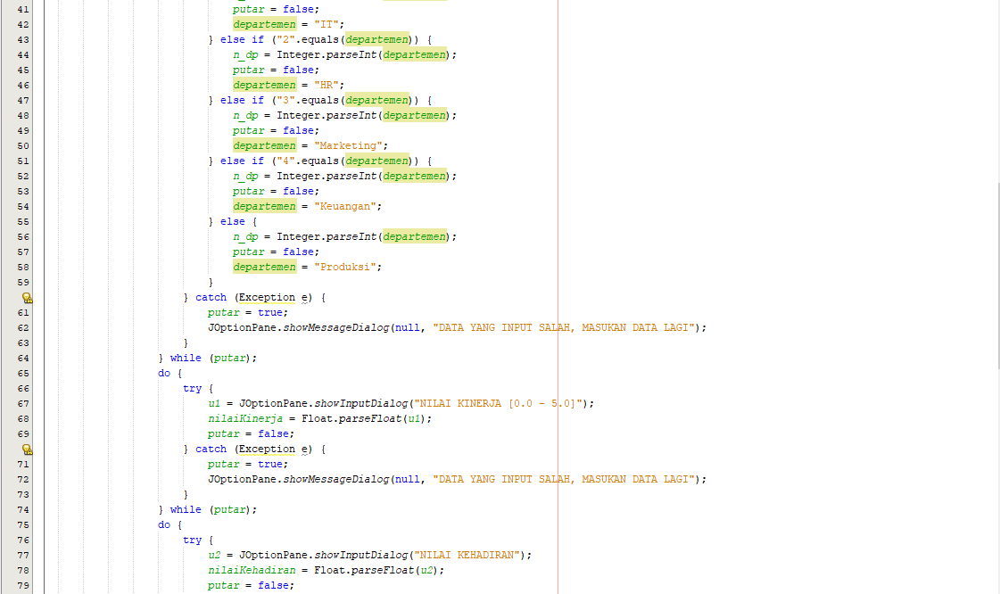 41 putar = false;
42 departemen = "IT";
43 } else if ("2".equals(departemen)) {
44 n_dp = Integer.parseInt(departemen);
45 putar = false;
46 departemen = "HR";
47 } else if ("3".equals(departemen)) {
48 n_dp = Integer.parseInt(departemen);
49 putar = false;
50 departemen = "Marketing";
51 } else if ("4".equals(departemen)) {
52 n_dp = Integer.parseInt(departemen);
53 putar = false;
54 departemen = "Keuangan";
55 } else {
56 n_dp = Integer.parseInt(departemen);
57 putar = false;
58 departemen = "Produksi";
59 }
} catch (Exception e) {
61 putar = true;
62 JOptionPane.showMessageDialog(null, "DATA YANG INPUT SALAH, MASUKAN DATA LAGI");
63 }
64 } while (putar);
65 do {
66 try {
67 u1 = JOptionPane.showInputDialog("NILAI KINERJA [0.0 - 5.0]");
68 nilaiKinerja = Float.parseFloat(u1);
69 putar = false;
} catch (Exception e) {
71 putar = true;
72 JOptionPane.showMessageDialog(null, "DATA YANG INPUT SALAH, MASUKAN DATA LAGI");
73 }
74 } while (putar);
75 do {
76 try {
77 u2 = JOptionPane.showInputDialog("NILAI KEHADIRAN");
78 nilaiKehadiran = Float.parseFloat(u2);
79 putar = false;